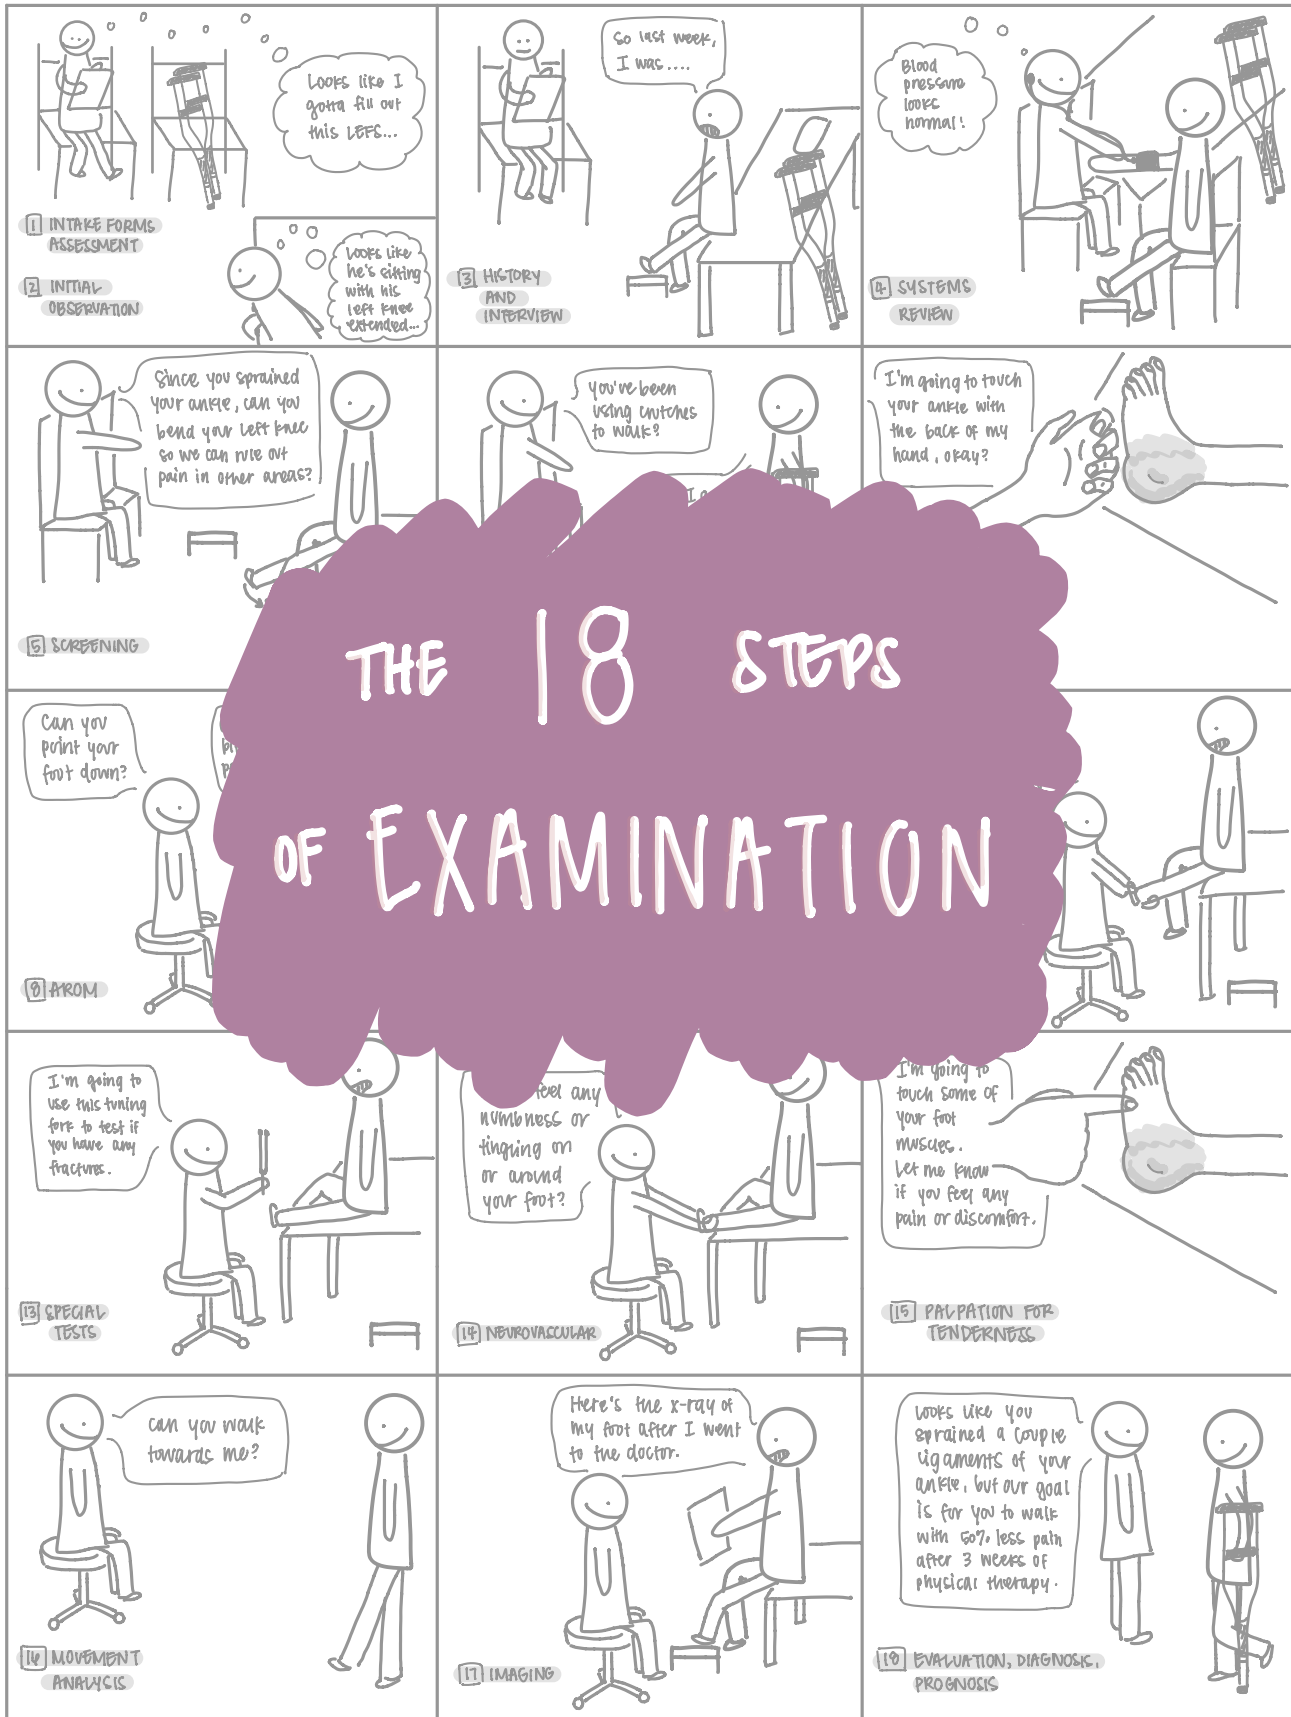 Looks like I
gotta fill out
this LEFS...
1 INTAKE FORMS
ASSESSMENT
2 INITIAL
OBSERVATION
Looks like
he's sitting
with his
left knee
extended...
So last week,
I was....
3 HISTORY
AND
INTERVIEW
Blood
pressure
looks
normal!
4 SYSTEMS
REVIEW
Since you sprained
your ankle, can you
bend your left knee
so we can rule out
pain in other areas?
5 SCREENING
you've been
using crutches
to walk?
I
I'm going to touch
your ankle with
the back of my
hand, okay?
THE 18 STEPS
OF EXAMINATION
Can you
point your
foot down?
8 AROM
I'm going to
use this tuning
fork to test if
you have any
fractures.
13 SPECIAL
TESTS
feel any
numbness or
tingling on
or around
your foot?
14 NEUROVASCULAR
I'm going to
touch some of
your foot
muscles.
Let me know
if you feel any
pain or discomfort.
15 PALPATION FOR
TENDERNESS
can you walk
towards me?
16 MOVEMENT
ANALYSIS
Here's the x-ray of
my foot after I went
to the doctor.
17 IMAGING
Looks like you
sprained a couple
ligaments of your
ankle, but our goal
is for you to walk
with 50% less pain
after 3 weeks of
physical therapy.
18 EVALUATION, DIAGNOSIS,
PROGNOSIS